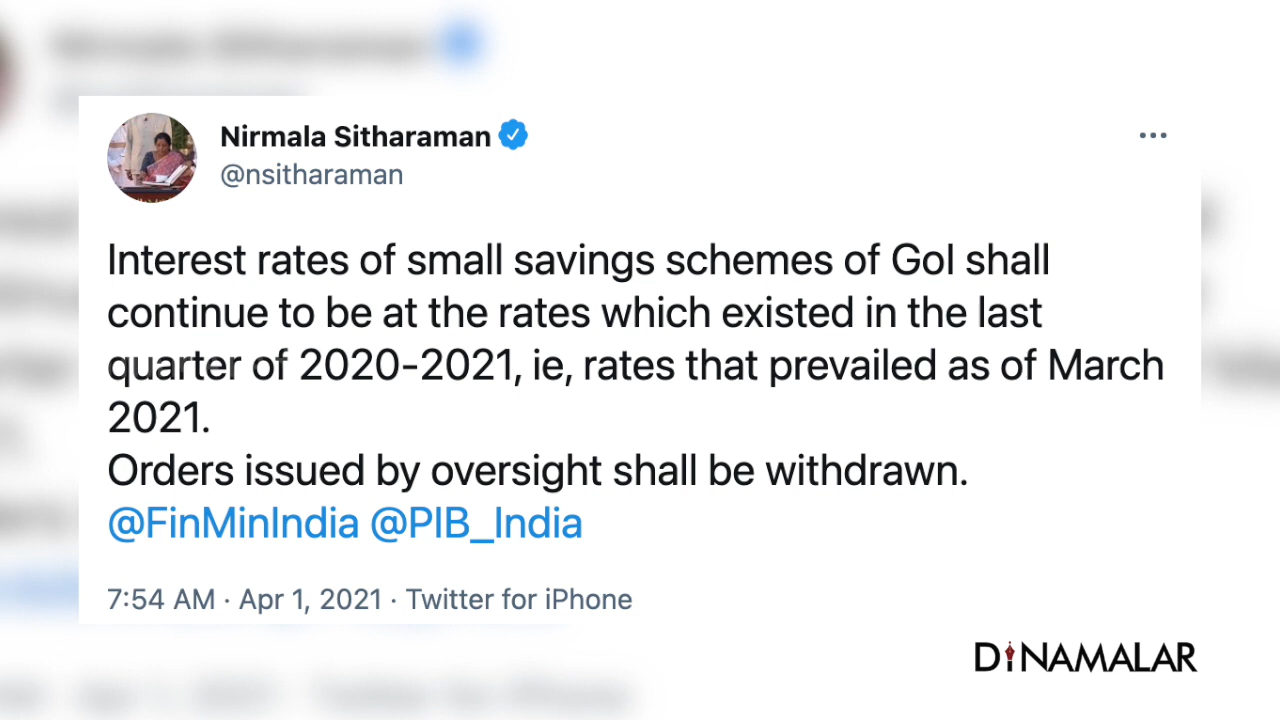 Nirmala Sitharaman
@nsitharaman
Interest rates of small savings schemes of GoI shall
continue to be at the rates which existed in the last
quarter of 2020-2021, ie, rates that prevailed as of March
2021.
Orders issued by oversight shall be withdrawn.
@FinMinIndia @PIB_India
7:54 AM · Apr 1, 2021 · Twitter for iPhone
DINAMALAR